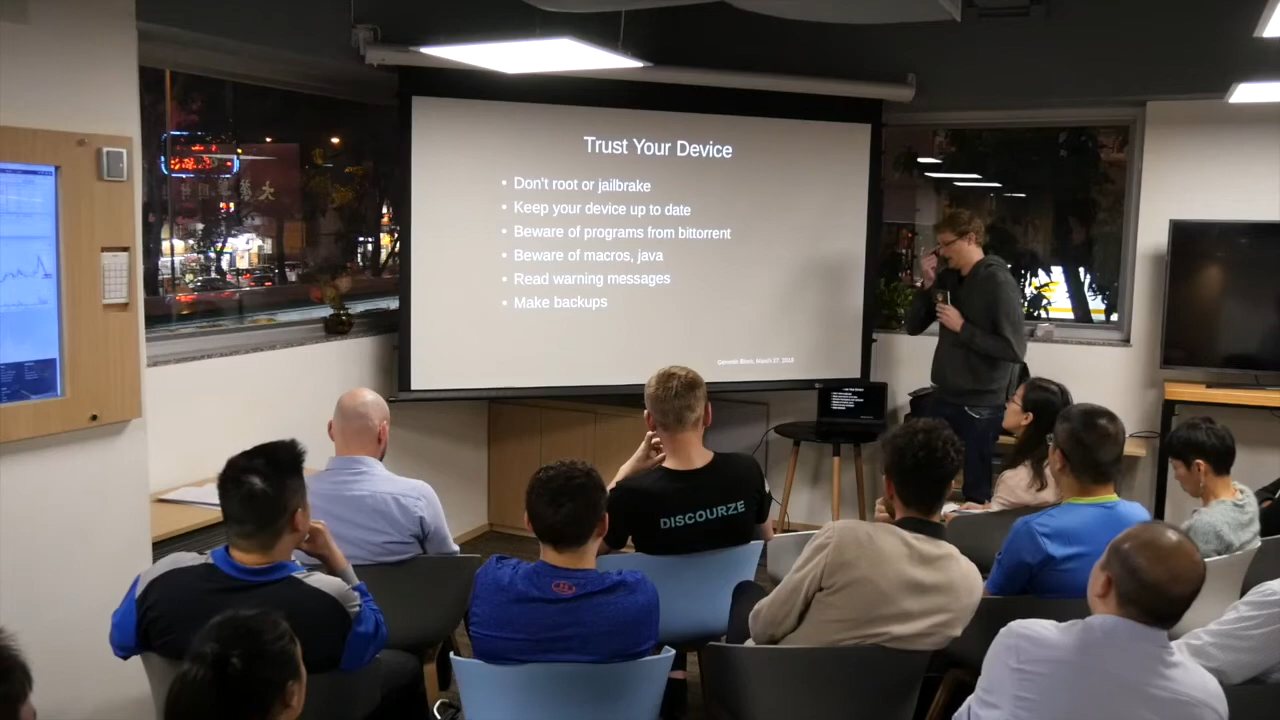 Trust Your Device
• Don't root or jailbrake
• Keep your device up to date
• Beware of programs from bittorrent
• Beware of macros, java
• Read warning messages
• Make backups
DISCOURZE